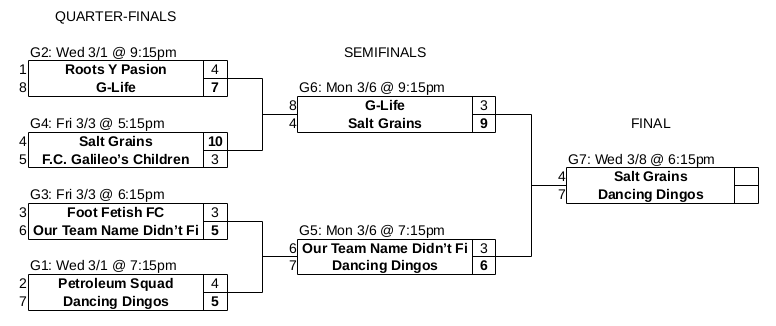 QUARTER-FINALS
SEMIFINALS
FINAL
G2: Wed 3/1 @ 9:15pm
1 Roots Y Pasion 4
8 G-Life 7
G4: Fri 3/3 @ 5:15pm
4 Salt Grains 10
5 F.C. Galileo's Children 3
G3: Fri 3/3 @ 6:15pm
3 Foot Fetish FC 3
6 Our Team Name Didn't Fi 5
G1: Wed 3/1 @ 7:15pm
2 Petroleum Squad 4
7 Dancing Dingos 5
G6: Mon 3/6 @ 9:15pm
8 G-Life 3
4 Salt Grains 9
G5: Mon 3/6 @ 7:15pm
6 Our Team Name Didn't Fi 3
7 Dancing Dingos 6
G7: Wed 3/8 @ 6:15pm
4 Salt Grains
7 Dancing Dingos